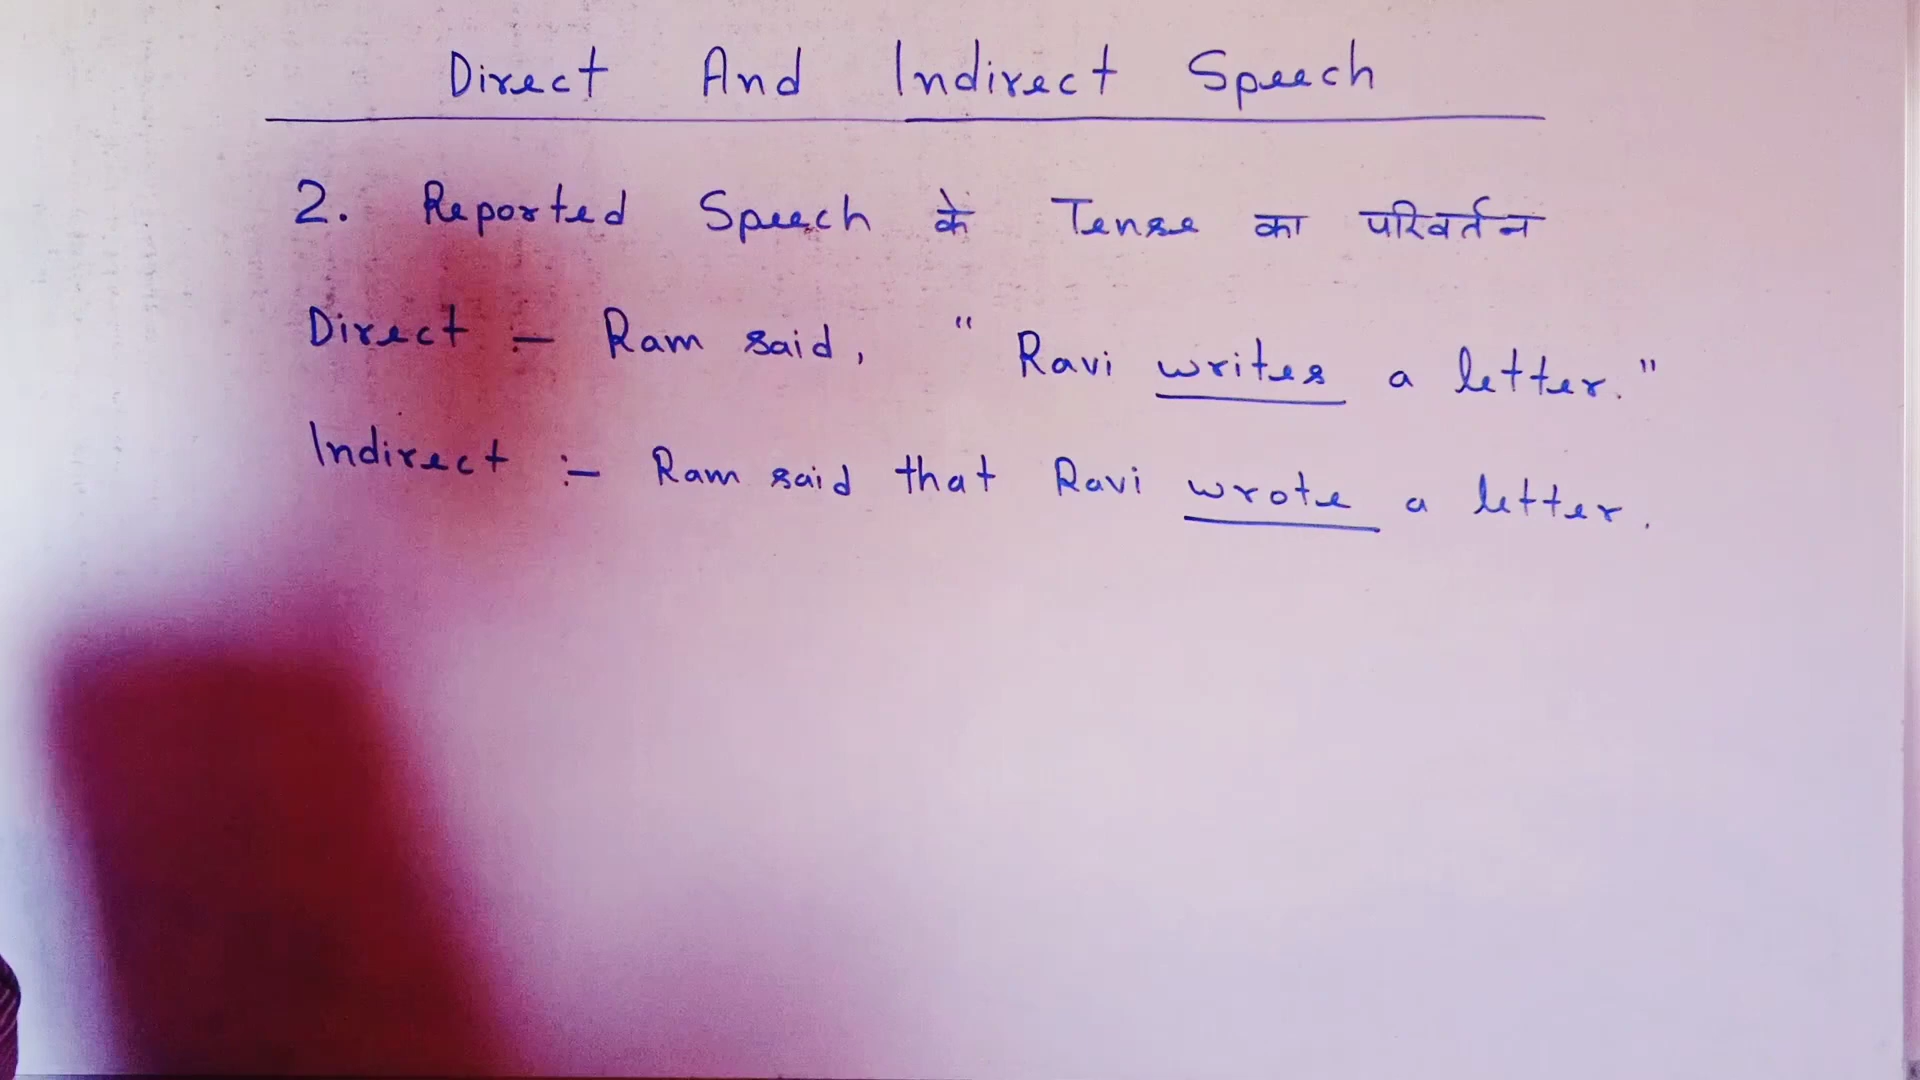 Direct And Indirect Speech
2. Reported Speech के Tense का परिवर्तन
Direct :- Ram said, " Ravi writes a letter."
Indirect :- Ram said that Ravi wrote a letter.